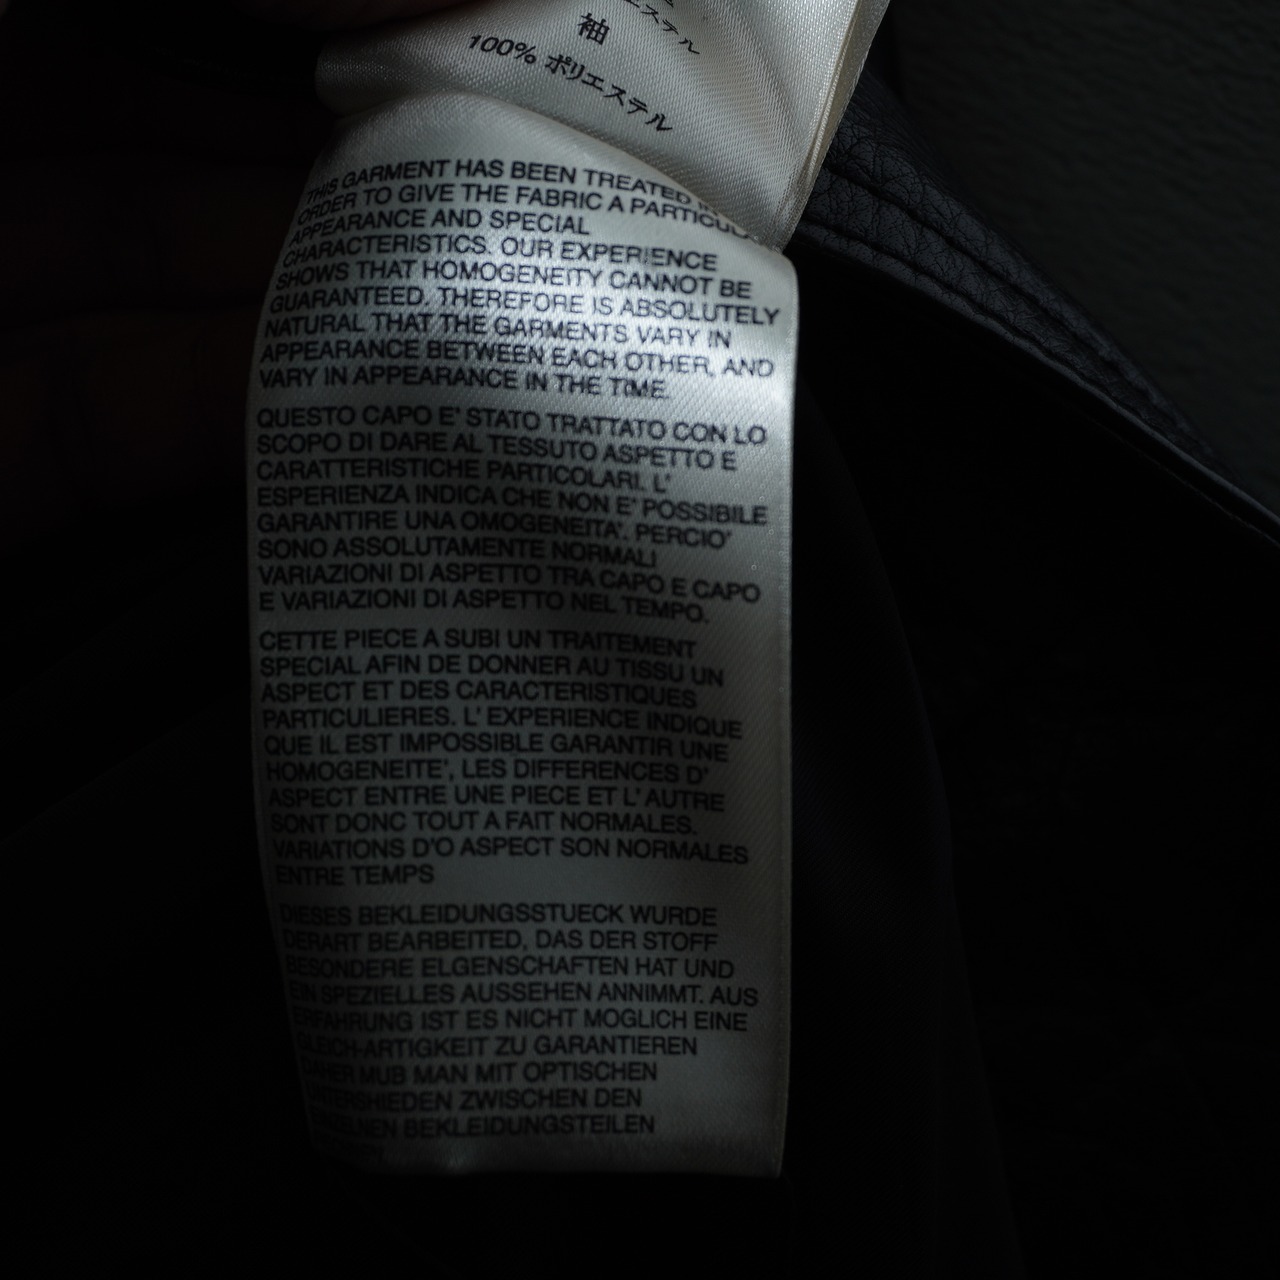 エステル
袖
100% ポリエステル
THIS GARMENT HAS BEEN TREATED IN
ORDER TO GIVE THE FABRIC A PARTICULA
APPEARANCE AND SPECIAL
CHARACTERISTICS. OUR EXPERIENCE
SHOWS THAT HOMOGENEITY CANNOT BE
GUARANTEED. THEREFORE IS ABSOLUTELY
NATURAL THAT THE GARMENTS VARY IN
APPEARANCE BETWEEN EACH OTHER, AND
VARY IN APPEARANCE IN THE TIME.
QUESTO CAPO E' STATO TRATTATO CON LO
SCOPO DI DARE AL TESSUTO ASPETTO E
CARATTERISTICHE PARTICOLARI. L'
ESPERIENZA INDICA CHE NON E' POSSIBILE
GARANTIRE UNA OMOGENEITA'. PERCIO'
SONO ASSOLUTAMENTE NORMALI
VARIAZIONI DI ASPETTO TRA CAPO E CAPO
E VARIAZIONI DI ASPETTO NEL TEMPO.
CETTE PIECE A SUBI UN TRAITEMENT
SPECIAL AFIN DE DONNER AU TISSU UN
ASPECT ET DES CARACTERISTIQUES
PARTICULIERES. L' EXPERIENCE INDIQUE
QUE IL EST IMPOSSIBLE GARANTIR UNE
HOMOGENEITE', LES DIFFERENCES D'
ASPECT ENTRE UNE PIECE ET L' AUTRE
SONT DONC TOUT A FAIT NORMALES.
VARIATIONS D'O ASPECT SON NORMALES
ENTRE TEMPS
DIESES BEKLEIDUNGSSTUECK WURDE
DERART BEARBEITED, DAS DER STOFF
BESONDERE ELGENSCHAFTEN HAT UND
EIN SPEZIELLES AUSSEHEN ANNIMMT. AUS
ERFAHRUNG IST ES NICHT MOGLICH EINE
GLEICH-ARTIGKEIT ZU GARANTIEREN
DAHER MUB MAN MIT OPTISCHEN
UNTERSHIEDEN ZWISCHEN DEN
EINZELNEN BEKLEIDUNGSTEILEN